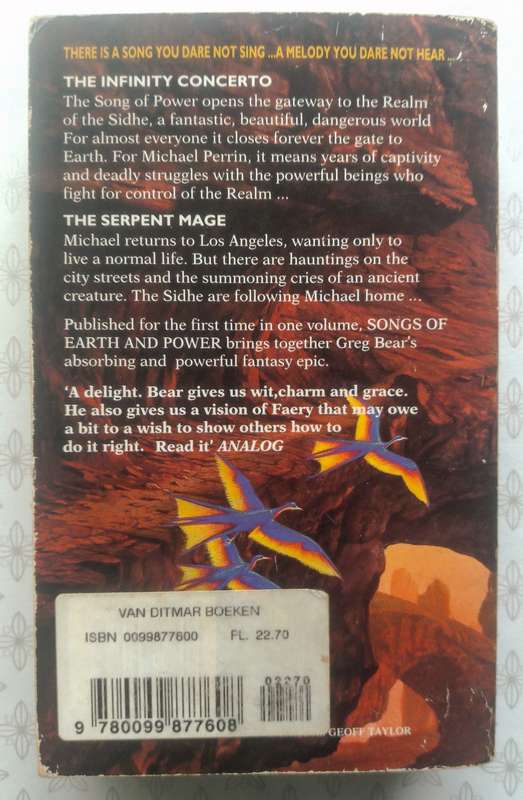 THERE IS A SONG YOU DARE NOT SING ... A MELODY YOU DARE NOT HEAR ...
THE INFINITY CONCERTO
The Song of Power opens the gateway to the Realm
of the Sidhe, a fantastic, beautiful, dangerous world
For almost everyone it closes forever the gate to
Earth. For Michael Perrin, it means years of captivity
and deadly struggles with the powerful beings who
fight for control of the Realm ...
THE SERPENT MAGE
Michael returns to Los Angeles, wanting only to
live a normal life. But there are hauntings on the
city streets and the summoning cries of an ancient
creature. The Sidhe are following Michael home ...
Published for the first time in one volume, SONGS OF
EARTH AND POWER brings together Greg Bear's
absorbing and powerful fantasy epic.
'A delight. Bear gives us wit,charm and grace.
He also gives us a vision of Faery that may owe
a bit to a wish to show others how to
do it right. Read it' ANALOG
VAN DITMAR BOEKEN
ISBN 0099877600 FL. 22.70
02270
9 780099 877608
GEOFF TAYLOR